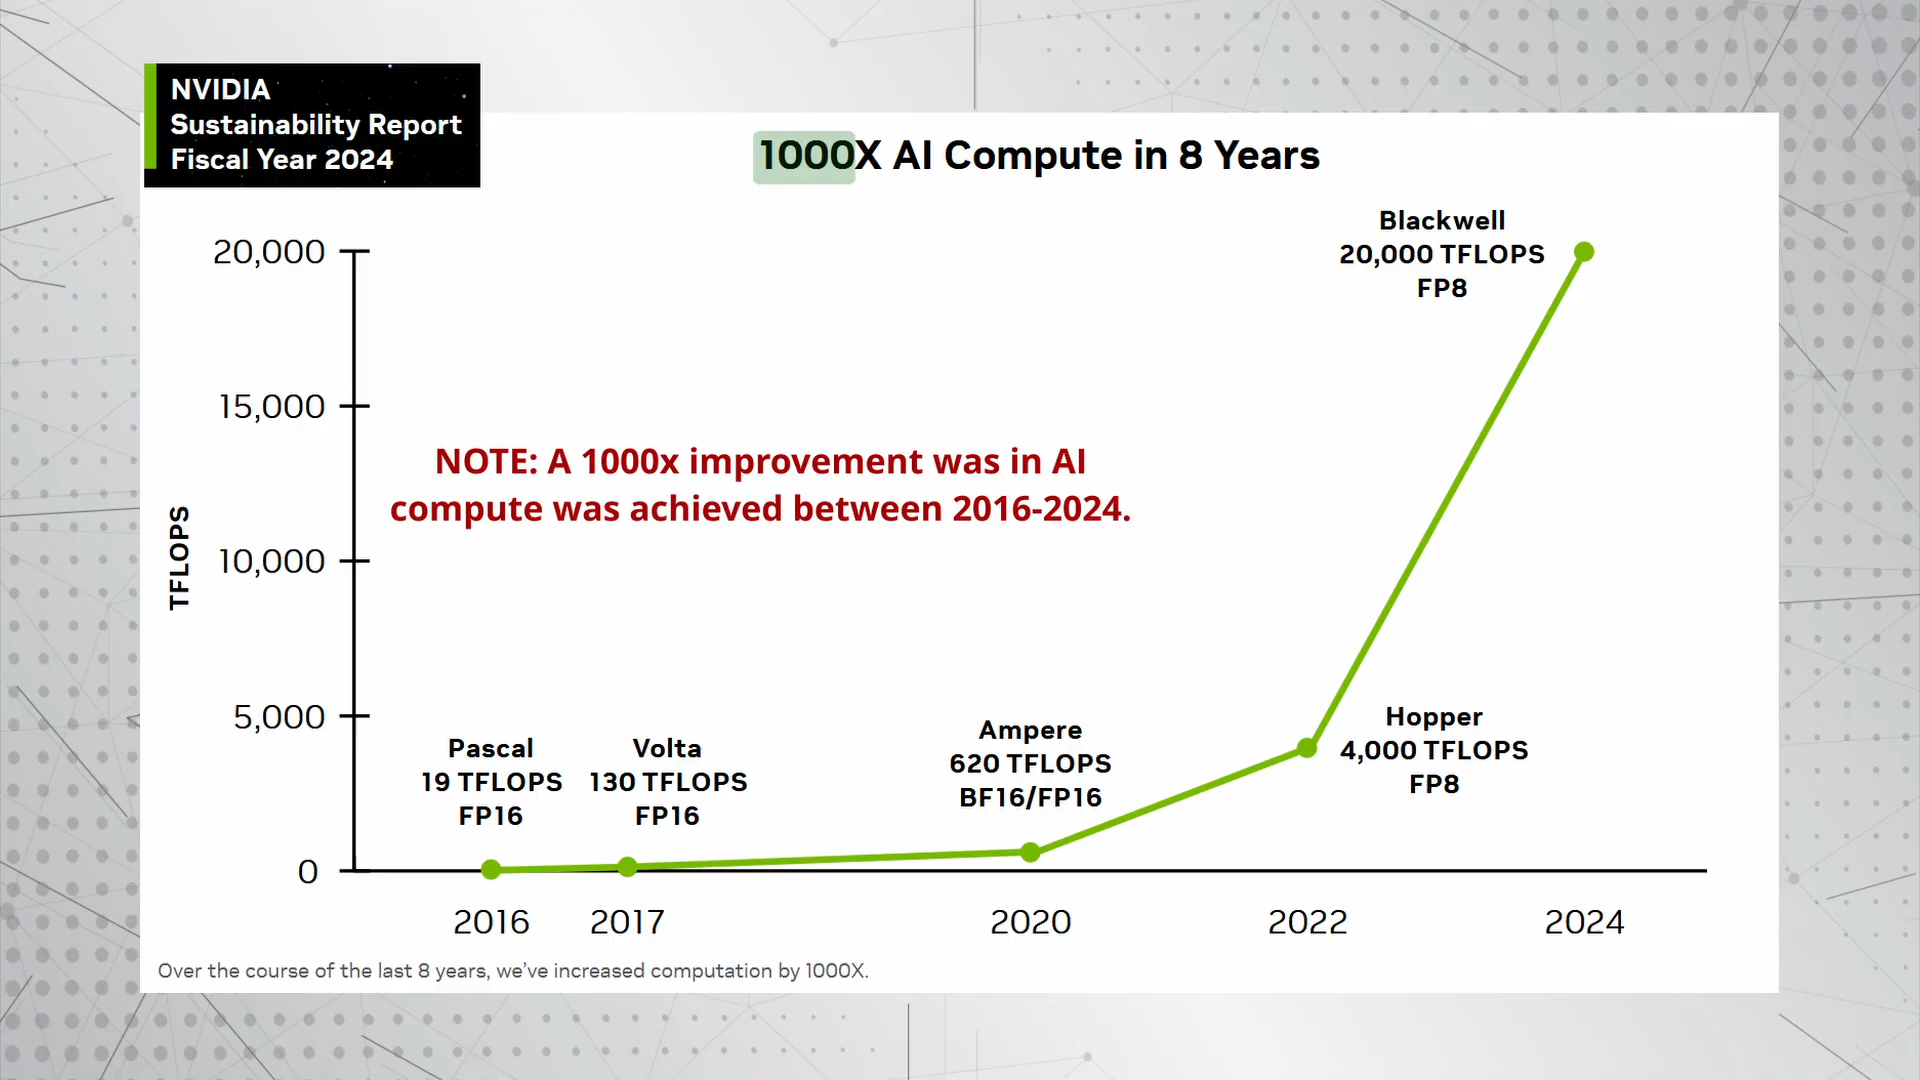 NVIDIA
Sustainability Report
Fiscal Year 2024
1000X AI Compute in 8 Years
TFLOPS
20,000
15,000
10,000
5,000
0
NOTE: A 1000x improvement was in AI
compute was achieved between 2016-2024.
Pascal
19 TFLOPS
FP16
Volta
130 TFLOPS
FP16
Ampere
620 TFLOPS
BF16/FP16
Hopper
4,000 TFLOPS
FP8
Blackwell
20,000 TFLOPS
FP8
2016 2017 2020 2022 2024
Over the course of the last 8 years, we’ve increased computation by 1000X.